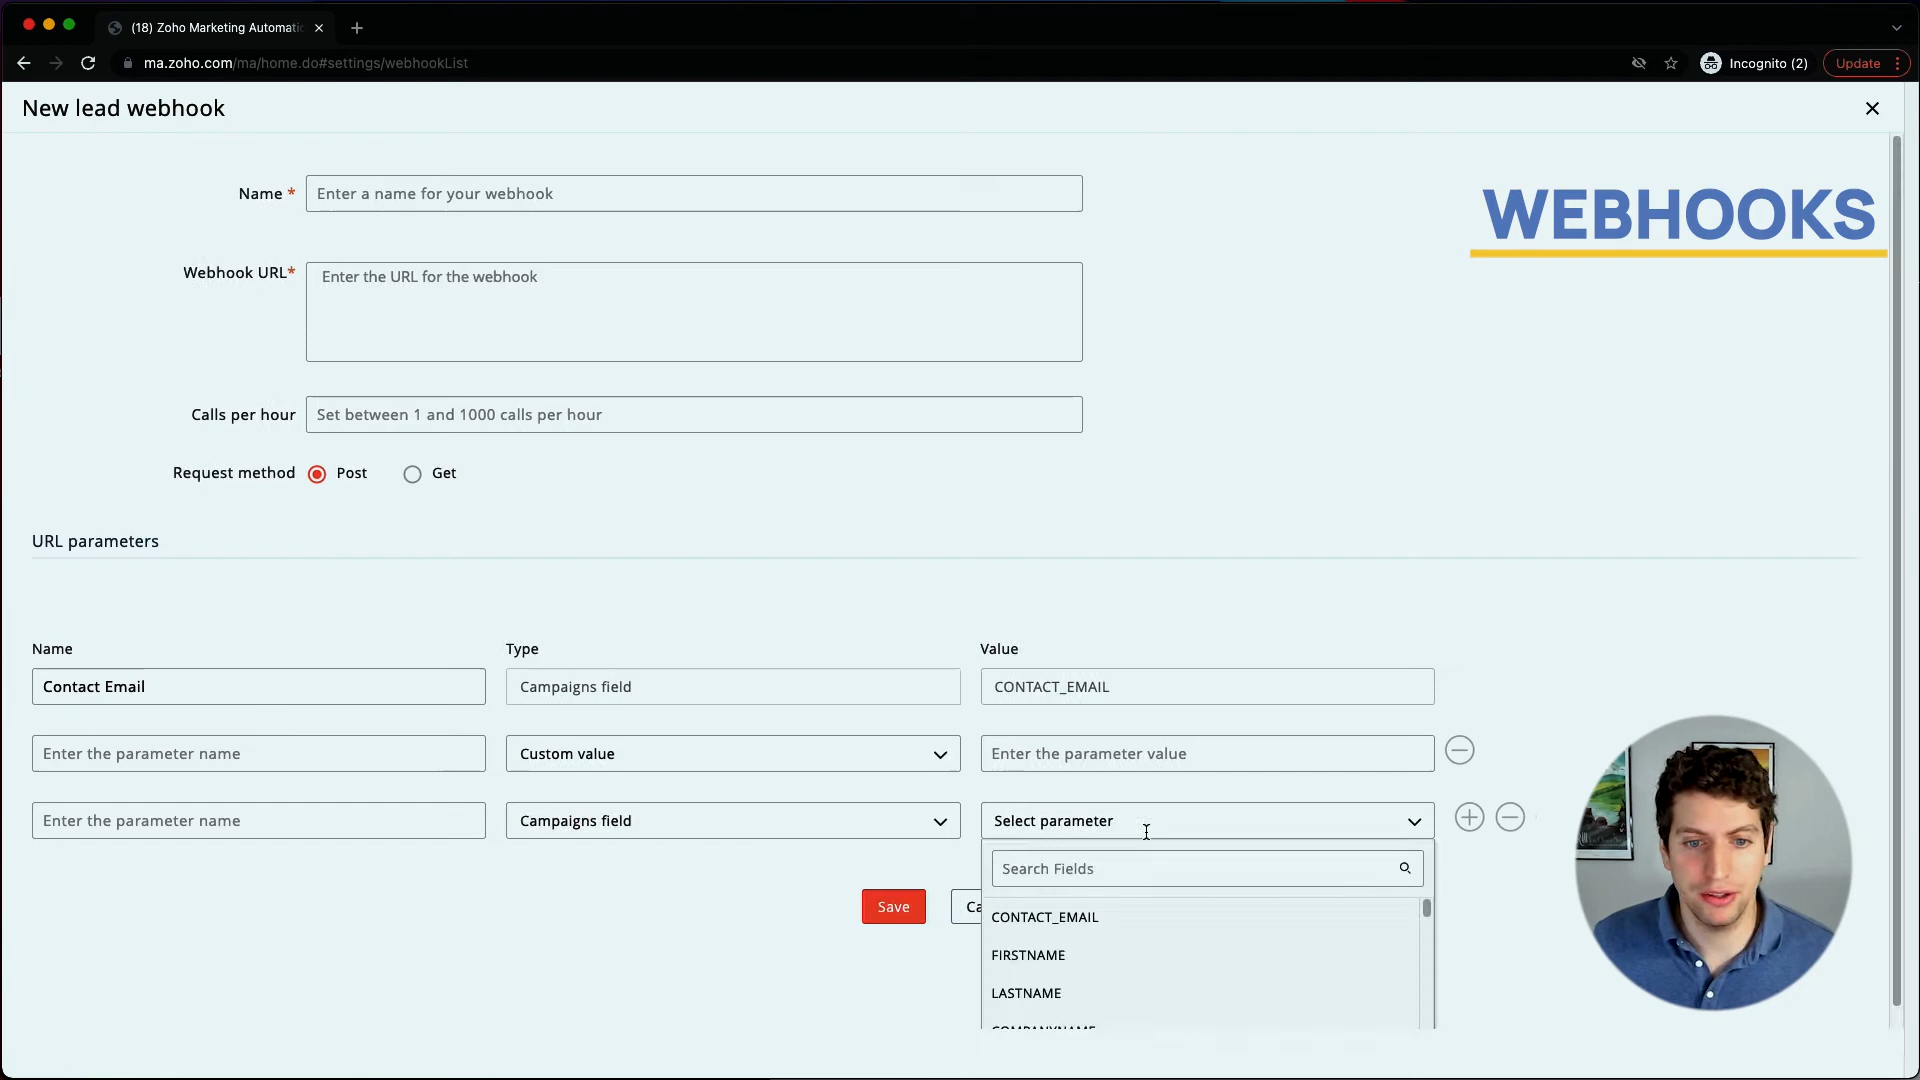 (18) Zoho Marketing Automati
ma.zoho.com/ma/home.do#settings/webhookList
Incognito (2)
Update
New lead webhook
WEBHOOKS
Name *
Enter a name for your webhook
Webhook URL*
Enter the URL for the webhook
Calls per hour
Set between 1 and 1000 calls per hour
Request method
Post
Get
URL parameters
Name
Type
Value
Contact Email
Campaigns field
CONTACT_EMAIL
Enter the parameter name
Custom value
Enter the parameter value
Enter the parameter name
Campaigns field
Select parameter
Search Fields
Save
Ca
CONTACT_EMAIL
FIRSTNAME
LASTNAME
COMPANYNAME